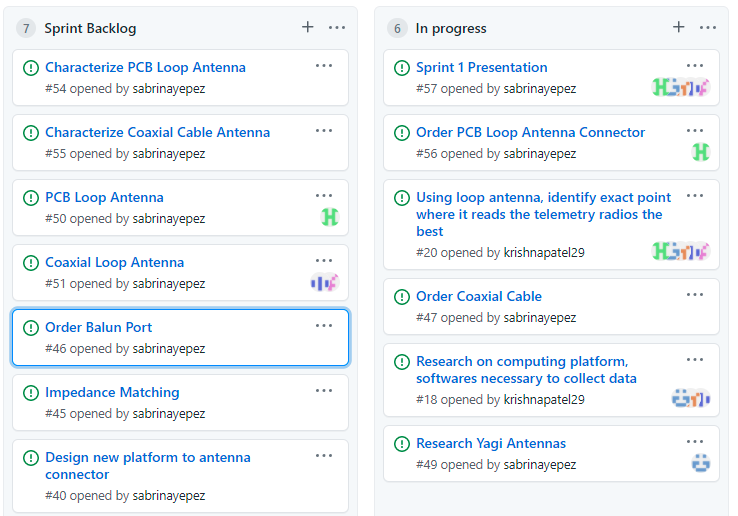 7 Sprint Backlog
Characterize PCB Loop Antenna
#54 opened by sabrinayepez
Characterize Coaxial Cable Antenna
#55 opened by sabrinayepez
PCB Loop Antenna
#50 opened by sabrinayepez
Coaxial Loop Antenna
#51 opened by sabrinayepez
Order Balun Port
#46 opened by sabrinayepez
Impedance Matching
#45 opened by sabrinayepez
Design new platform to antenna
connector
#40 opened by sabrinayepez
6 In progress
Sprint 1 Presentation
#57 opened by sabrinayepez
Order PCB Loop Antenna Connector
#56 opened by sabrinayepez
Using loop antenna, identify exact point
where it reads the telemetry radios the
best
#20 opened by krishnapatel29
Order Coaxial Cable
#47 opened by sabrinayepez
Research on computing platform,
softwares necessary to collect data
#18 opened by krishnapatel29
Research Yagi Antennas
#49 opened by sabrinayepez